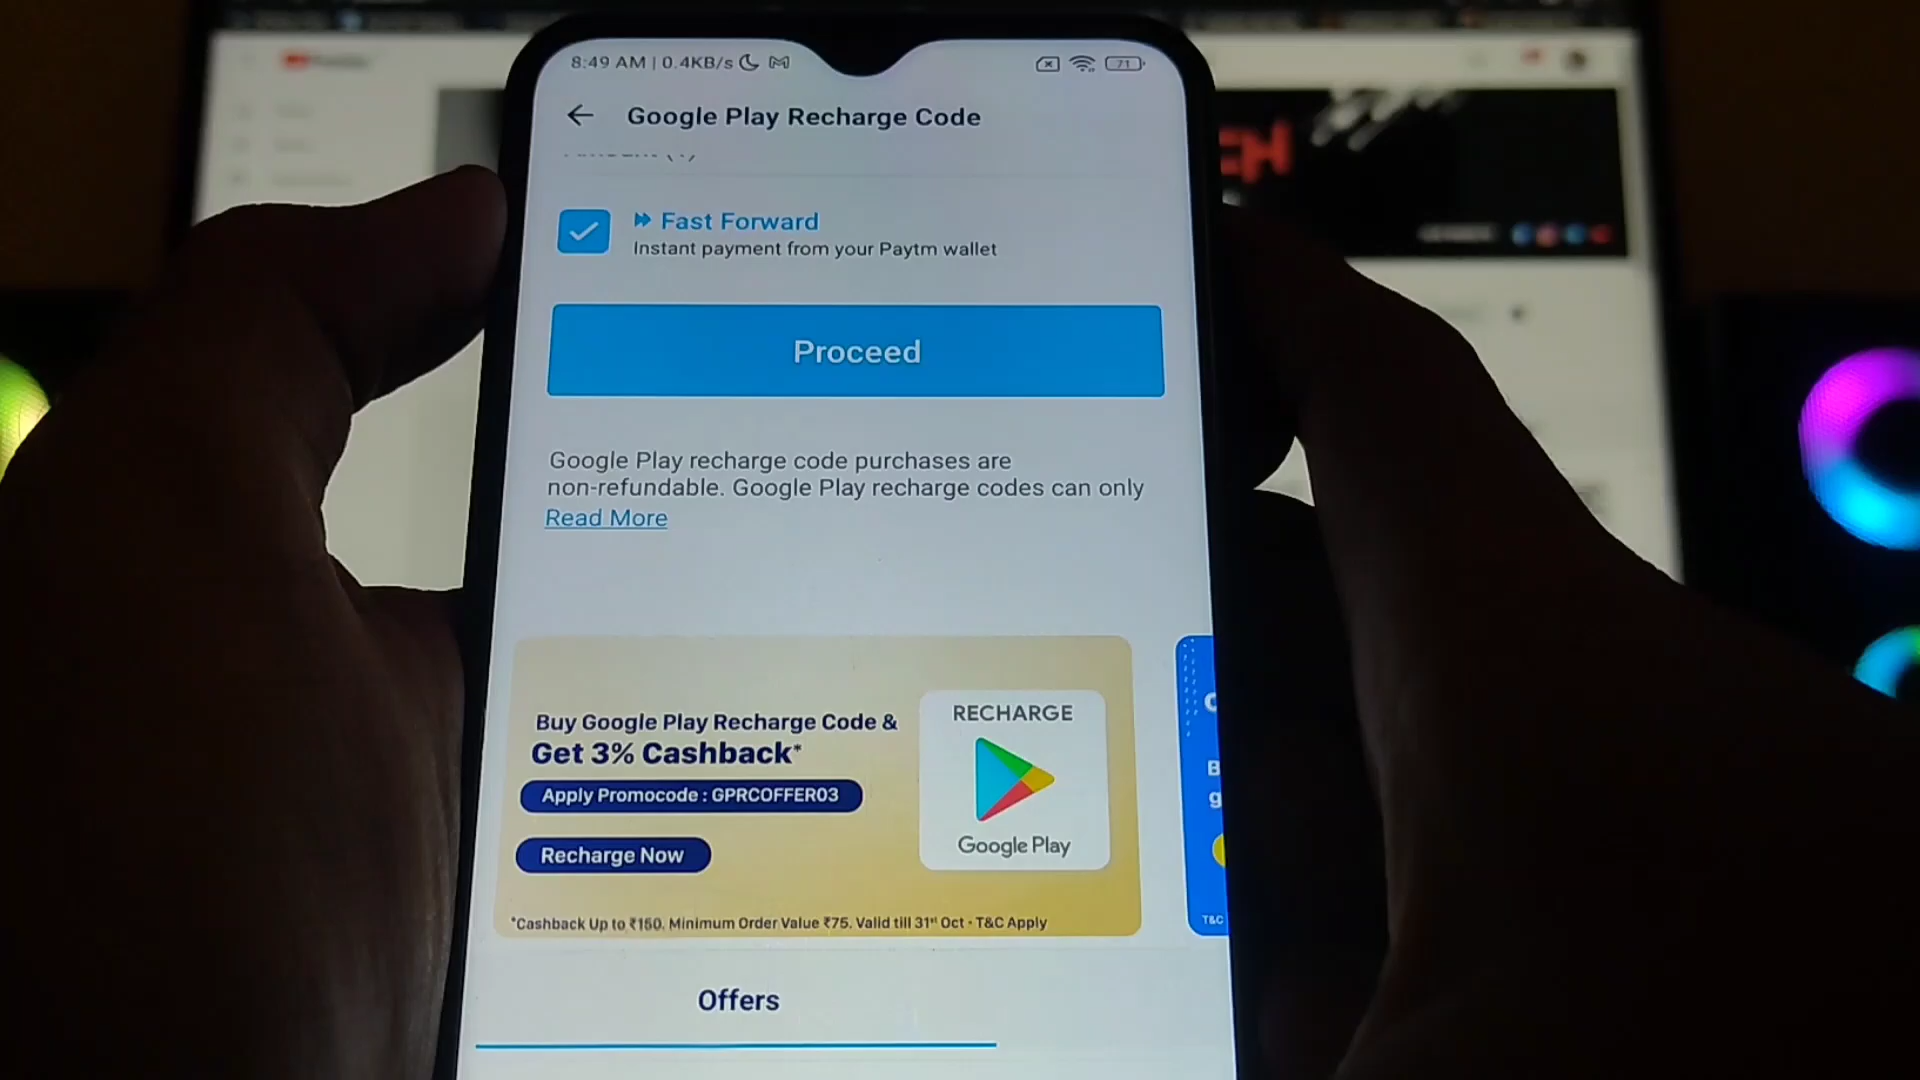 8:49 AM | 0.4KB/s
71
Google Play Recharge Code
Fast Forward
Instant payment from your Paytm wallet
Proceed
Google Play recharge code purchases are
non-refundable. Google Play recharge codes can only
Read More
Buy Google Play Recharge Code &
Get 3% Cashback*
Apply Promocode : GPRCOFFER03
Recharge Now
RECHARGE
Google Play
*Cashback Up to ₹150. Minimum Order Value ₹75. Valid till 31st Oct · T&C Apply
T&C
Offers